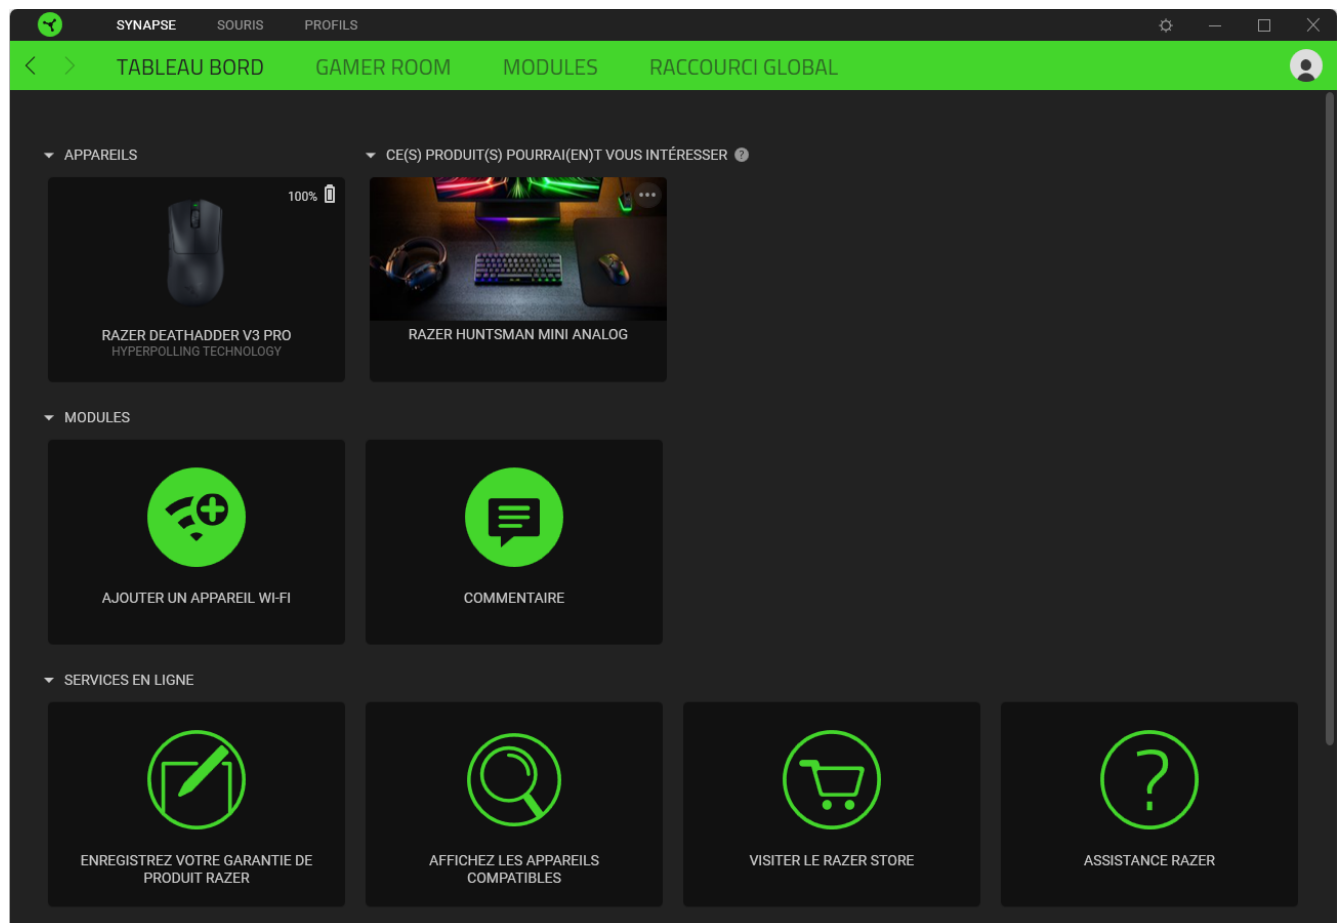 SYNAPSE SOURIS PROFILS
TABLEAU BORD GAMER ROOM MODULES RACCOURCI GLOBAL
APPAREILS
CE(S) PRODUIT(S) POURRAI(EN)T VOUS INTÉRESSER ?
100%
RAZER DEATHADDER V3 PRO
HYPERPOLLING TECHNOLOGY
RAZER HUNTSMAN MINI ANALOG
MODULES
AJOUTER UN APPAREIL WI-FI
COMMENTAIRE
SERVICES EN LIGNE
ENREGISTREZ VOTRE GARANTIE DE
PRODUIT RAZER
AFFICHEZ LES APPAREILS
COMPATIBLES
VISITER LE RAZER STORE
ASSISTANCE RAZER